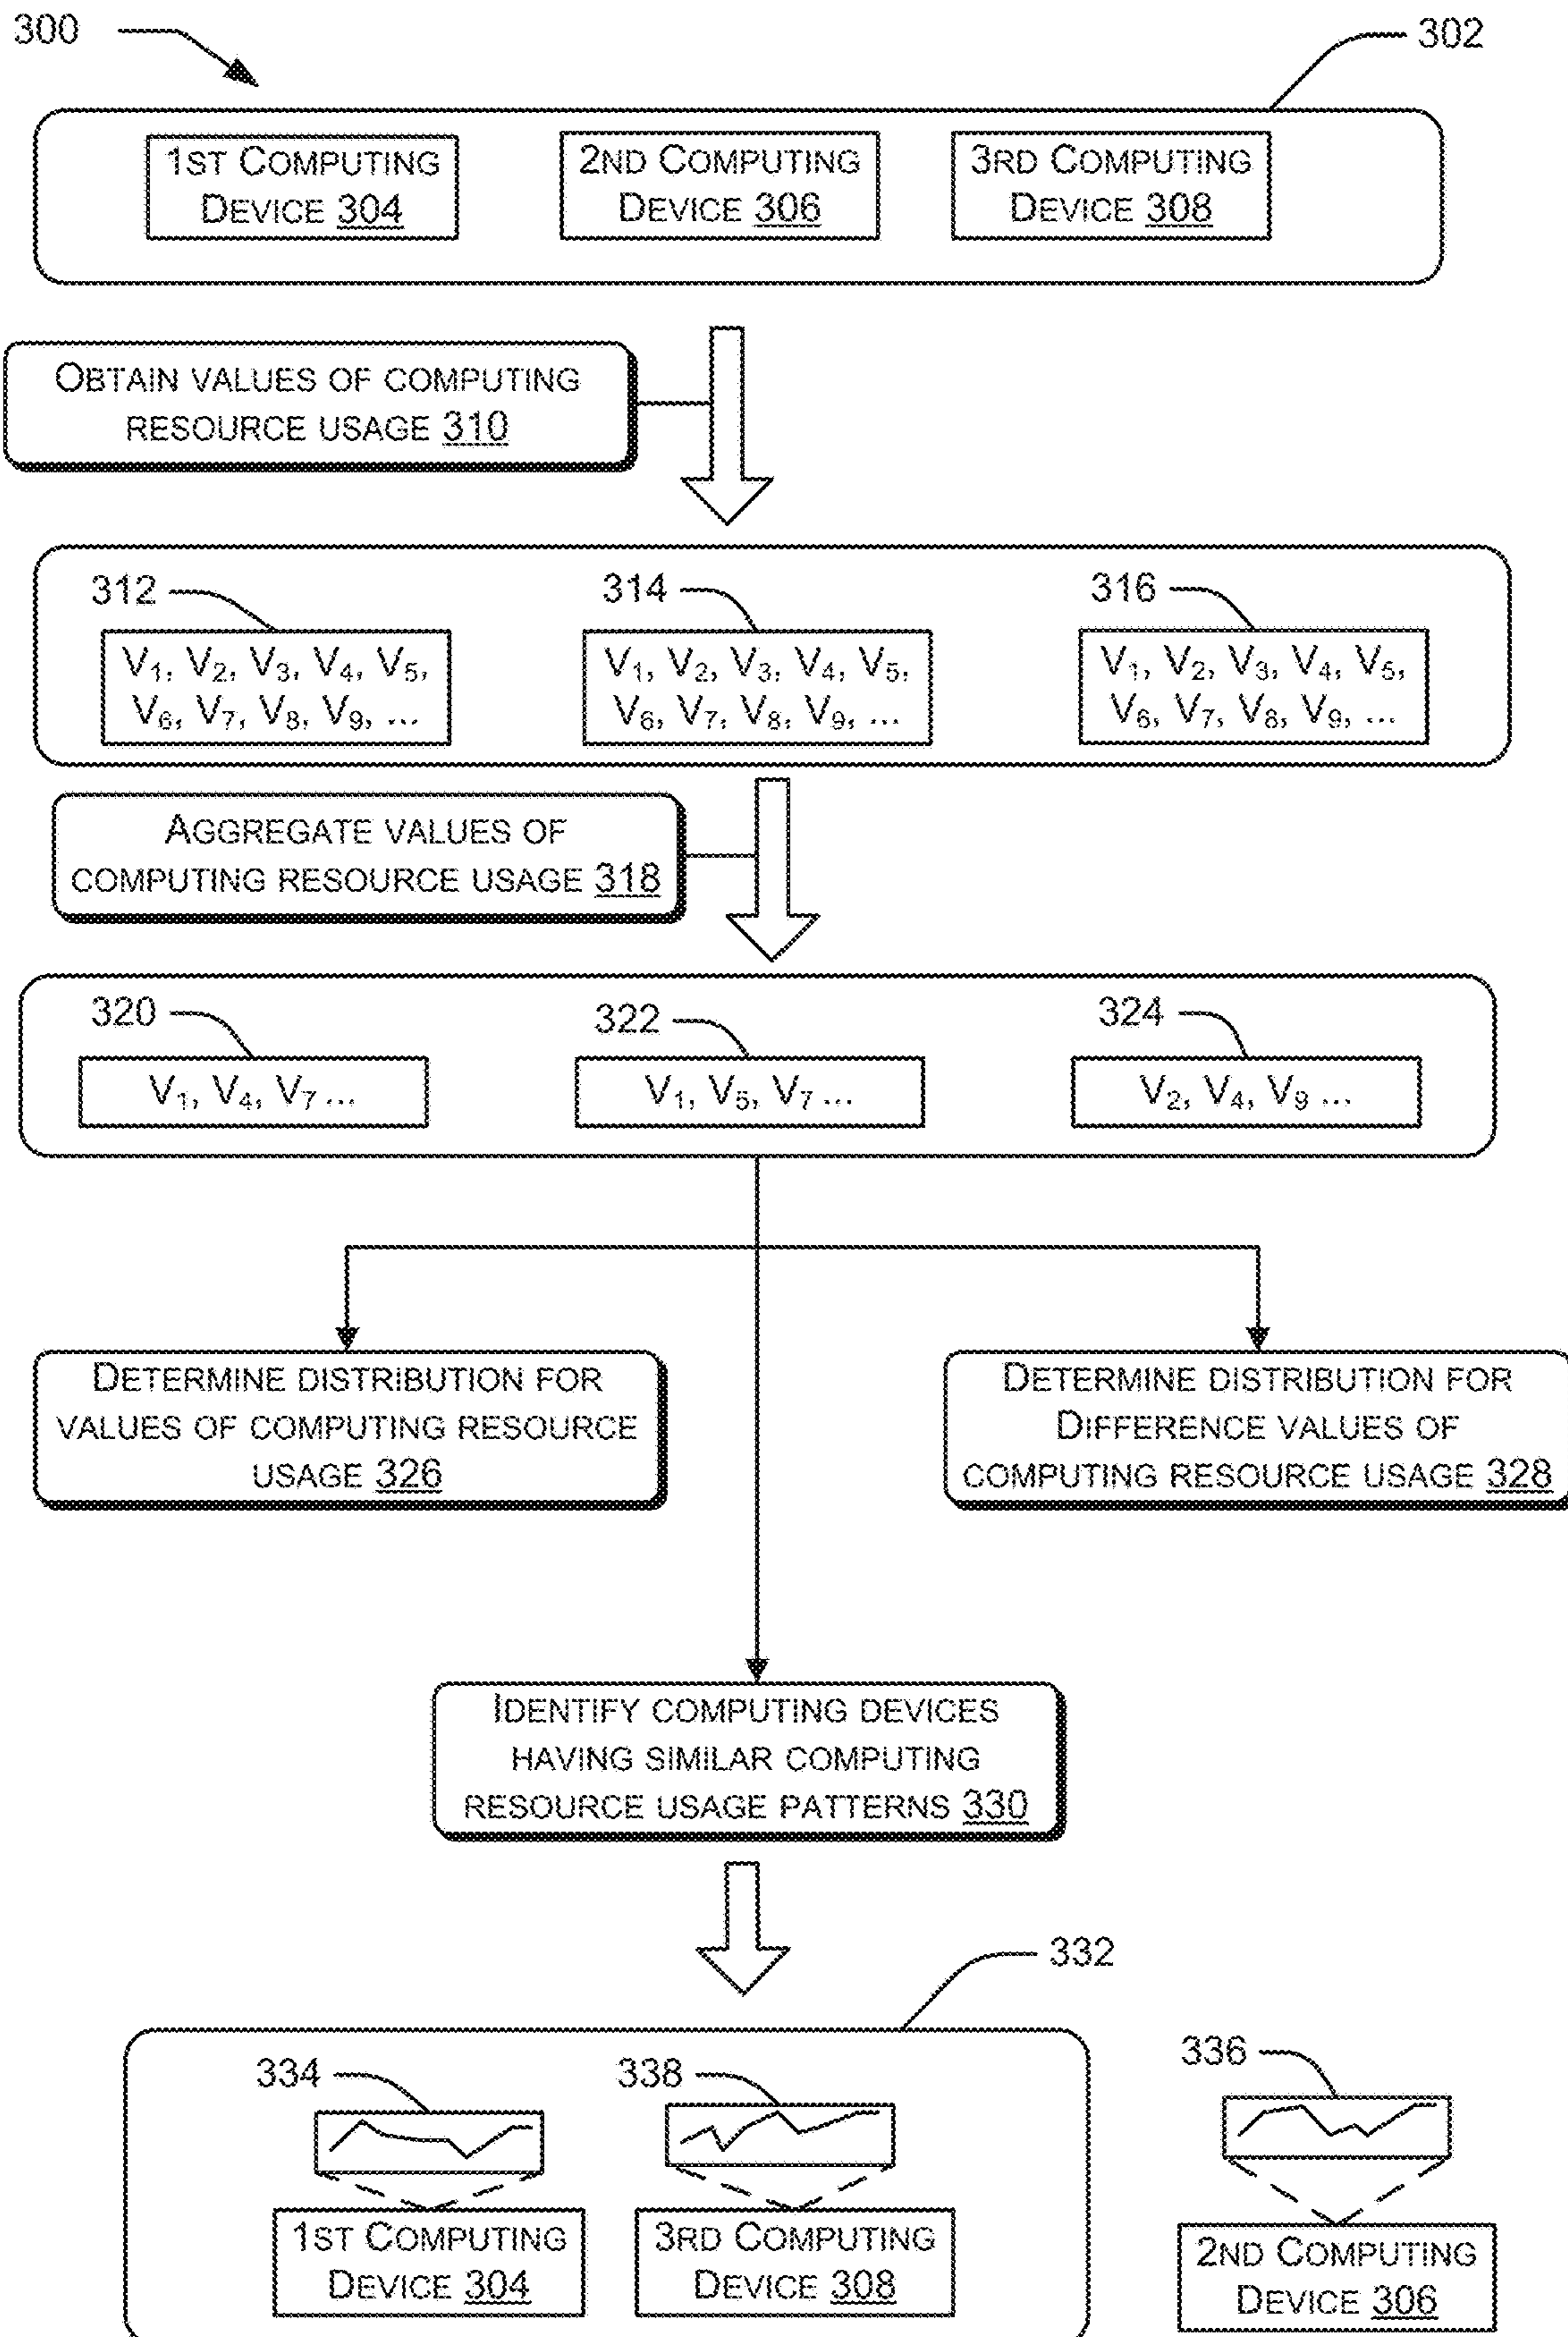 300
302
1ST COMPUTING
DEVICE 304
2ND COMPUTING
DEVICE 306
3RD COMPUTING
DEVICE 308
OBTAIN VALUES OF COMPUTING
RESOURCE USAGE 310
312
314
316
V₁, V₂, V₃, V₄, V₅,
V₆, V₇, V₈, V₉, ...
V₁, V₂, V₃, V₄, V₅,
V₆, V₇, V₈, V₉, ...
V₁, V₂, V₃, V₄, V₅,
V₆, V₇, V₈, V₉, ...
AGGREGATE VALUES OF
COMPUTING RESOURCE USAGE 318
320
322
324
V₁, V₄, V₇ ...
V₁, V₅, V₇ ...
V₂, V₄, V₉ ...
DETERMINE DISTRIBUTION FOR
VALUES OF COMPUTING RESOURCE
USAGE 326
DETERMINE DISTRIBUTION FOR
DIFFERENCE VALUES OF
COMPUTING RESOURCE USAGE 328
IDENTIFY COMPUTING DEVICES
HAVING SIMILAR COMPUTING
RESOURCE USAGE PATTERNS 330
332
334
338
336
1ST COMPUTING
DEVICE 304
3RD COMPUTING
DEVICE 308
2ND COMPUTING
DEVICE 306